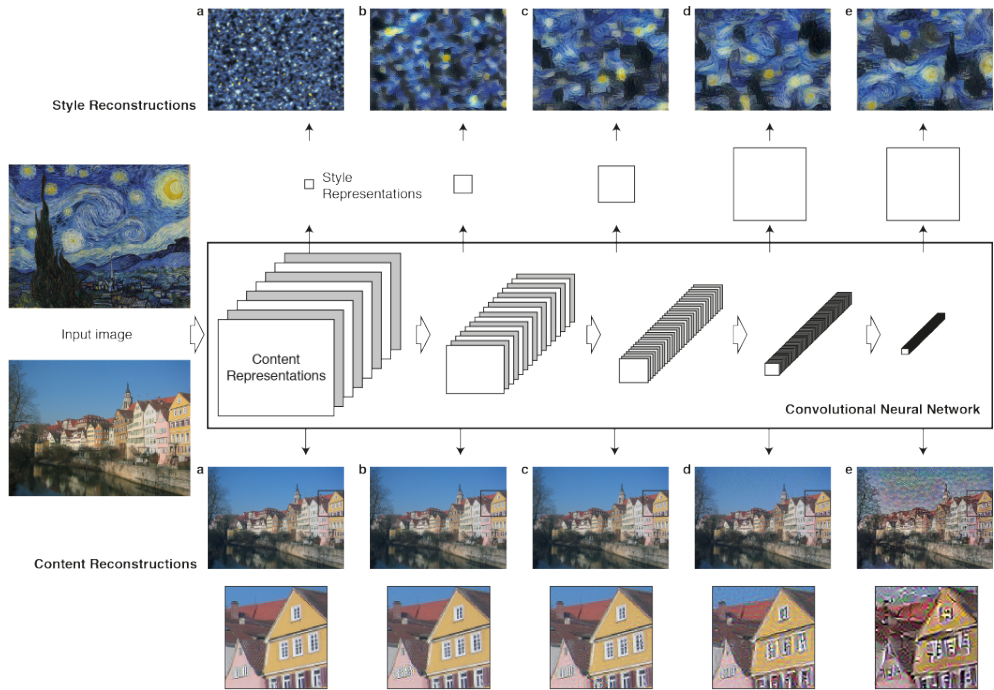 a
b
c
d
e
Style Reconstructions
Style
Representations
Input image
Content
Representations
Convolutional Neural Network
a
b
c
d
e
Content Reconstructions